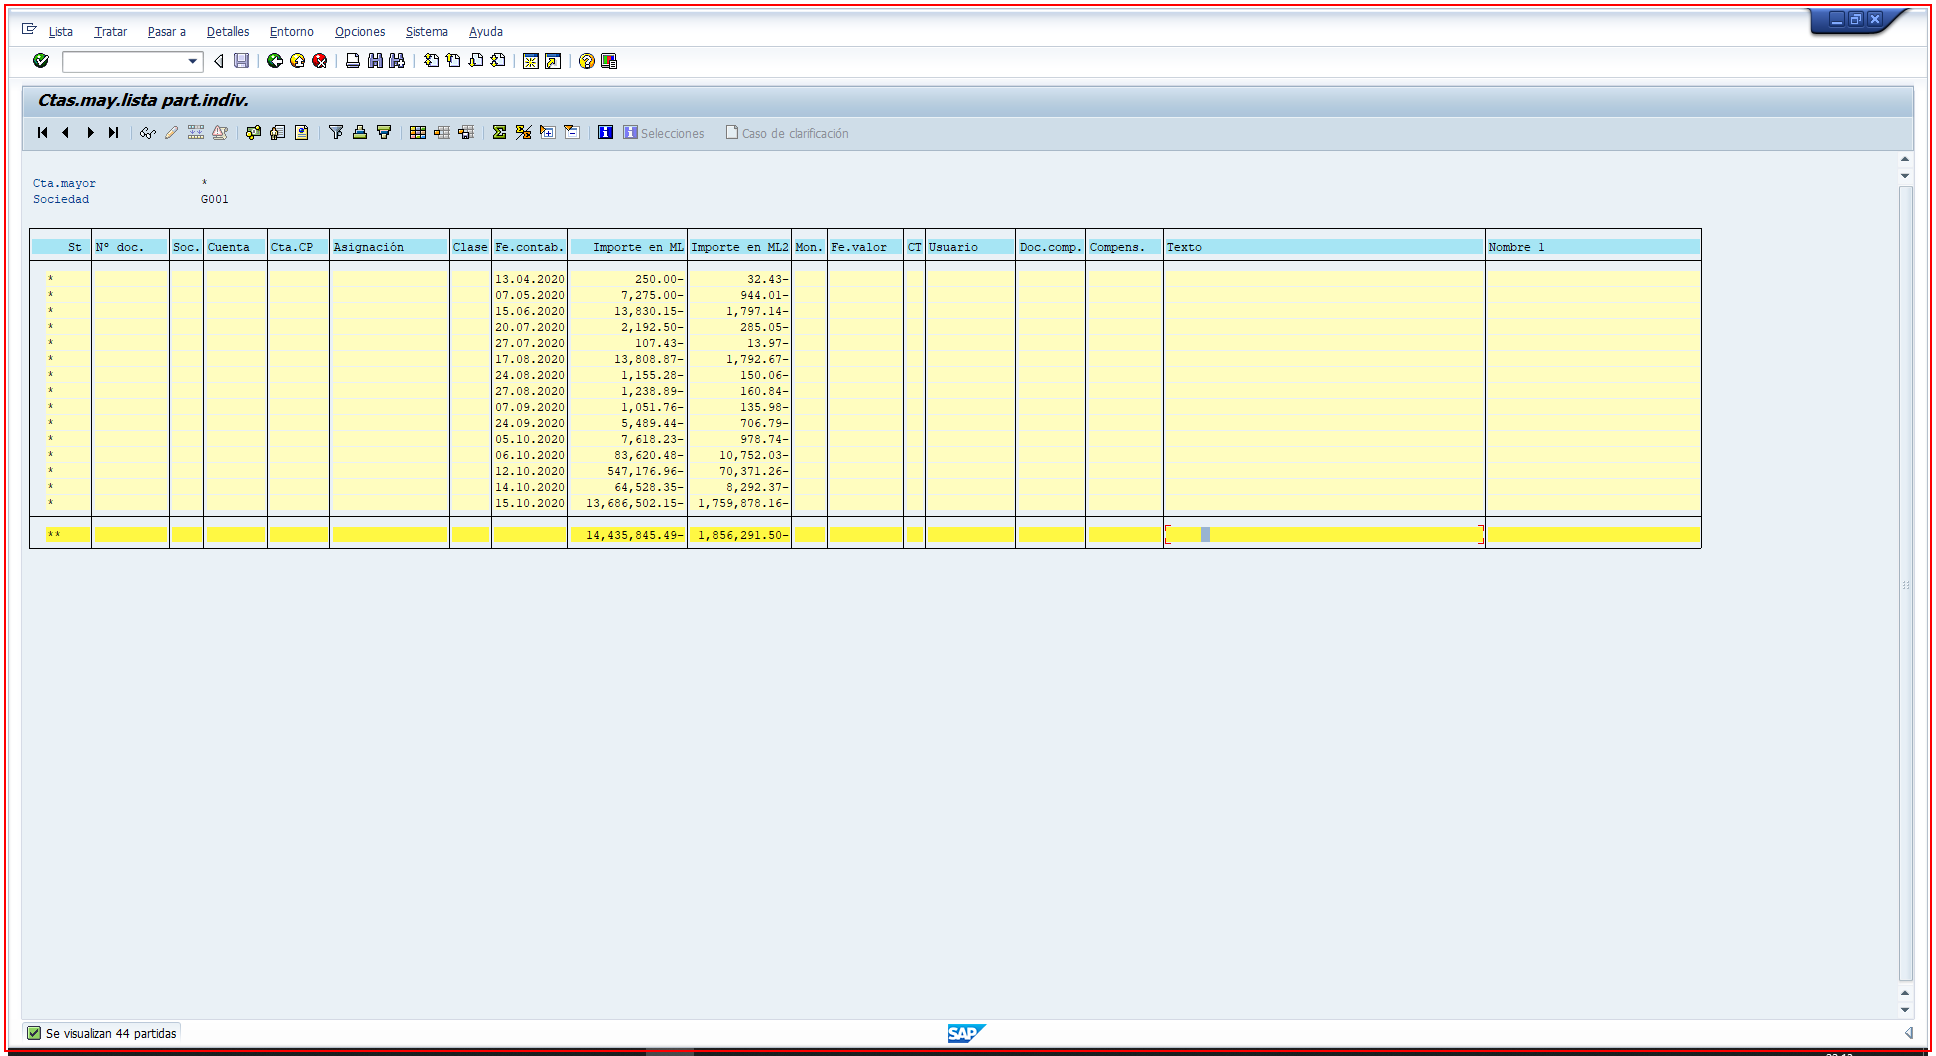 Lista Tratar Pasar a Detalles Entorno Opciones Sistema Ayuda
Ctas.may.lista part.indiv.
Selecciones Caso de clarificación
Cta.mayor *
Sociedad G001
St Nº doc. Soc. Cuenta Cta.CP Asignación Clase Fe.contab. Importe en ML Importe en ML2 Mon. Fe.valor CT Usuario Doc.comp. Compens. Texto Nombre 1
* 13.04.2020 250.00- 32.43-
* 07.05.2020 7,275.00- 944.01-
* 15.06.2020 13,830.15- 1,797.14-
* 20.07.2020 2,192.50- 285.05-
* 27.07.2020 107.43- 13.97-
* 17.08.2020 13,808.87- 1,792.67-
* 24.08.2020 1,155.28- 150.06-
* 27.08.2020 1,238.89- 160.84-
* 07.09.2020 1,051.76- 135.98-
* 24.09.2020 5,489.44- 706.79-
* 05.10.2020 7,618.23- 978.74-
* 06.10.2020 83,620.48- 10,752.03-
* 12.10.2020 547,176.96- 70,371.26-
* 14.10.2020 64,528.35- 8,292.37-
* 15.10.2020 13,686,502.15- 1,759,878.16-
** 14,435,845.49- 1,856,291.50-
Se visualizan 44 partidas
SAP